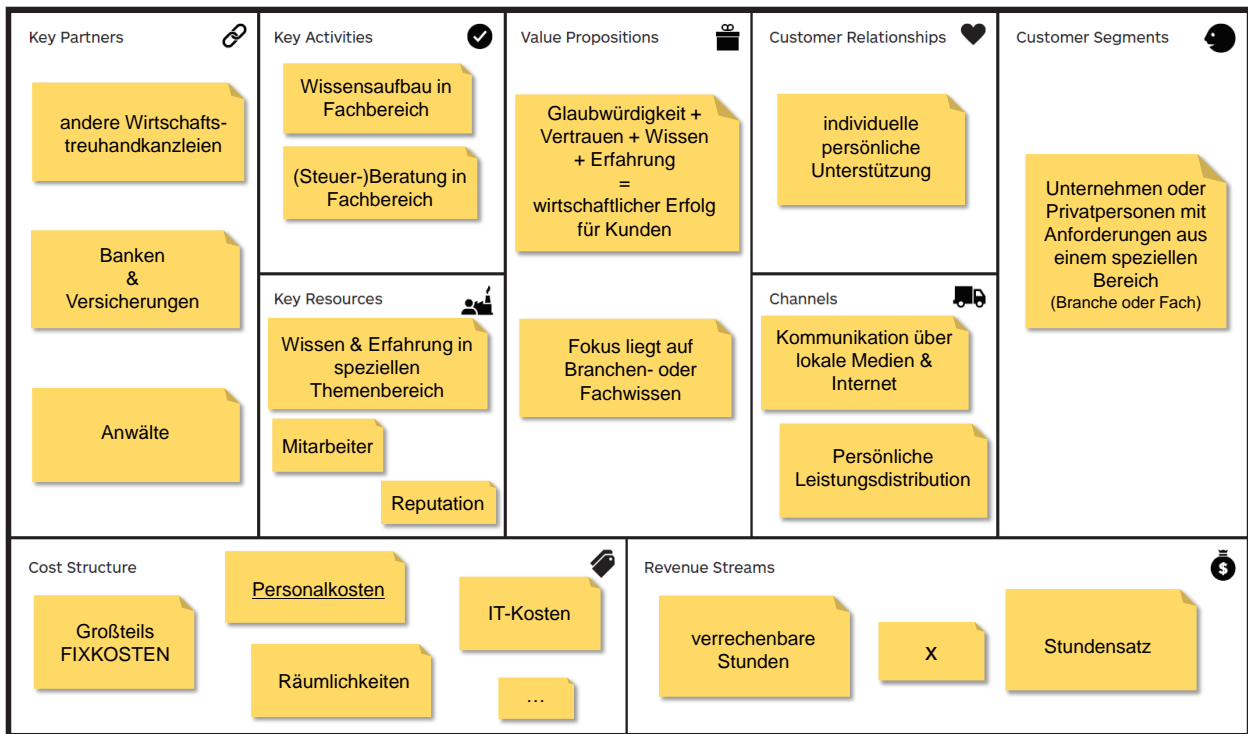 Key Partners
andere Wirtschafts-
treuhandkanzleien
Banken
&
Versicherungen
Anwälte
Key Activities
Wissensaufbau in
Fachbereich
(Steuer-)Beratung in
Fachbereich
Key Resources
Wissen & Erfahrung in
speziellen
Themenbereich
Mitarbeiter
Reputation
Value Propositions
Glaubwürdigkeit +
Vertrauen + Wissen
+ Erfahrung
=
wirtschaftlicher Erfolg
für Kunden
Fokus liegt auf
Branchen- oder
Fachwissen
Customer Relationships
individuelle
persönliche
Unterstützung
Channels
Kommunikation über
lokale Medien &
Internet
Persönliche
Leistungsdistribution
Customer Segments
Unternehmen oder
Privatpersonen mit
Anforderungen aus
einem speziellen
Bereich
(Branche oder Fach)
Cost Structure
Großteils
FIXKOSTEN
Personalkosten
Räumlichkeiten
IT-Kosten
…
Revenue Streams
$
verrechenbare
Stunden
x
Stundensatz